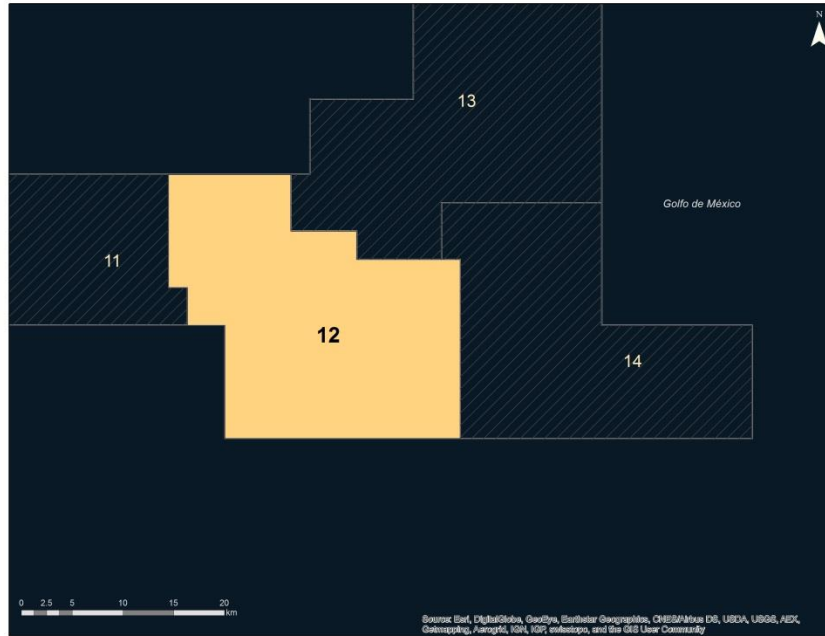 N
13
Golfo de México
11
12
14
0 2.5 5 10 15 20
km
Source: Esri, DigitalGlobe, GeoEye, Earthstar Geographics, CNES/Airbus DS, USDA, USGS, AEX,
Getmapping, Aerogrid, IGN, IGP, swisstopo, and the GIS User Community